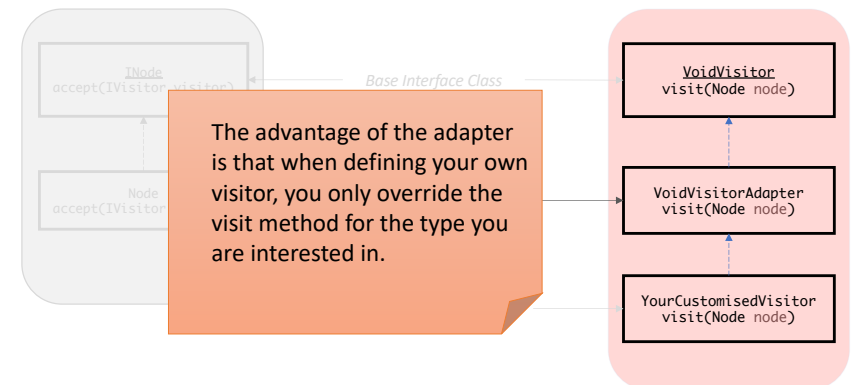 INode
accept(IVisitor visitor)
Base Interface Class
VoidVisitor
visit(Node node)
The advantage of the adapter
is that when defining your own
visitor, you only override the
visit method for the type you
are interested in.
Node
accept(IVisitor
VoidVisitorAdapter
visit(Node node)
YourCustomisedVisitor
visit(Node node)